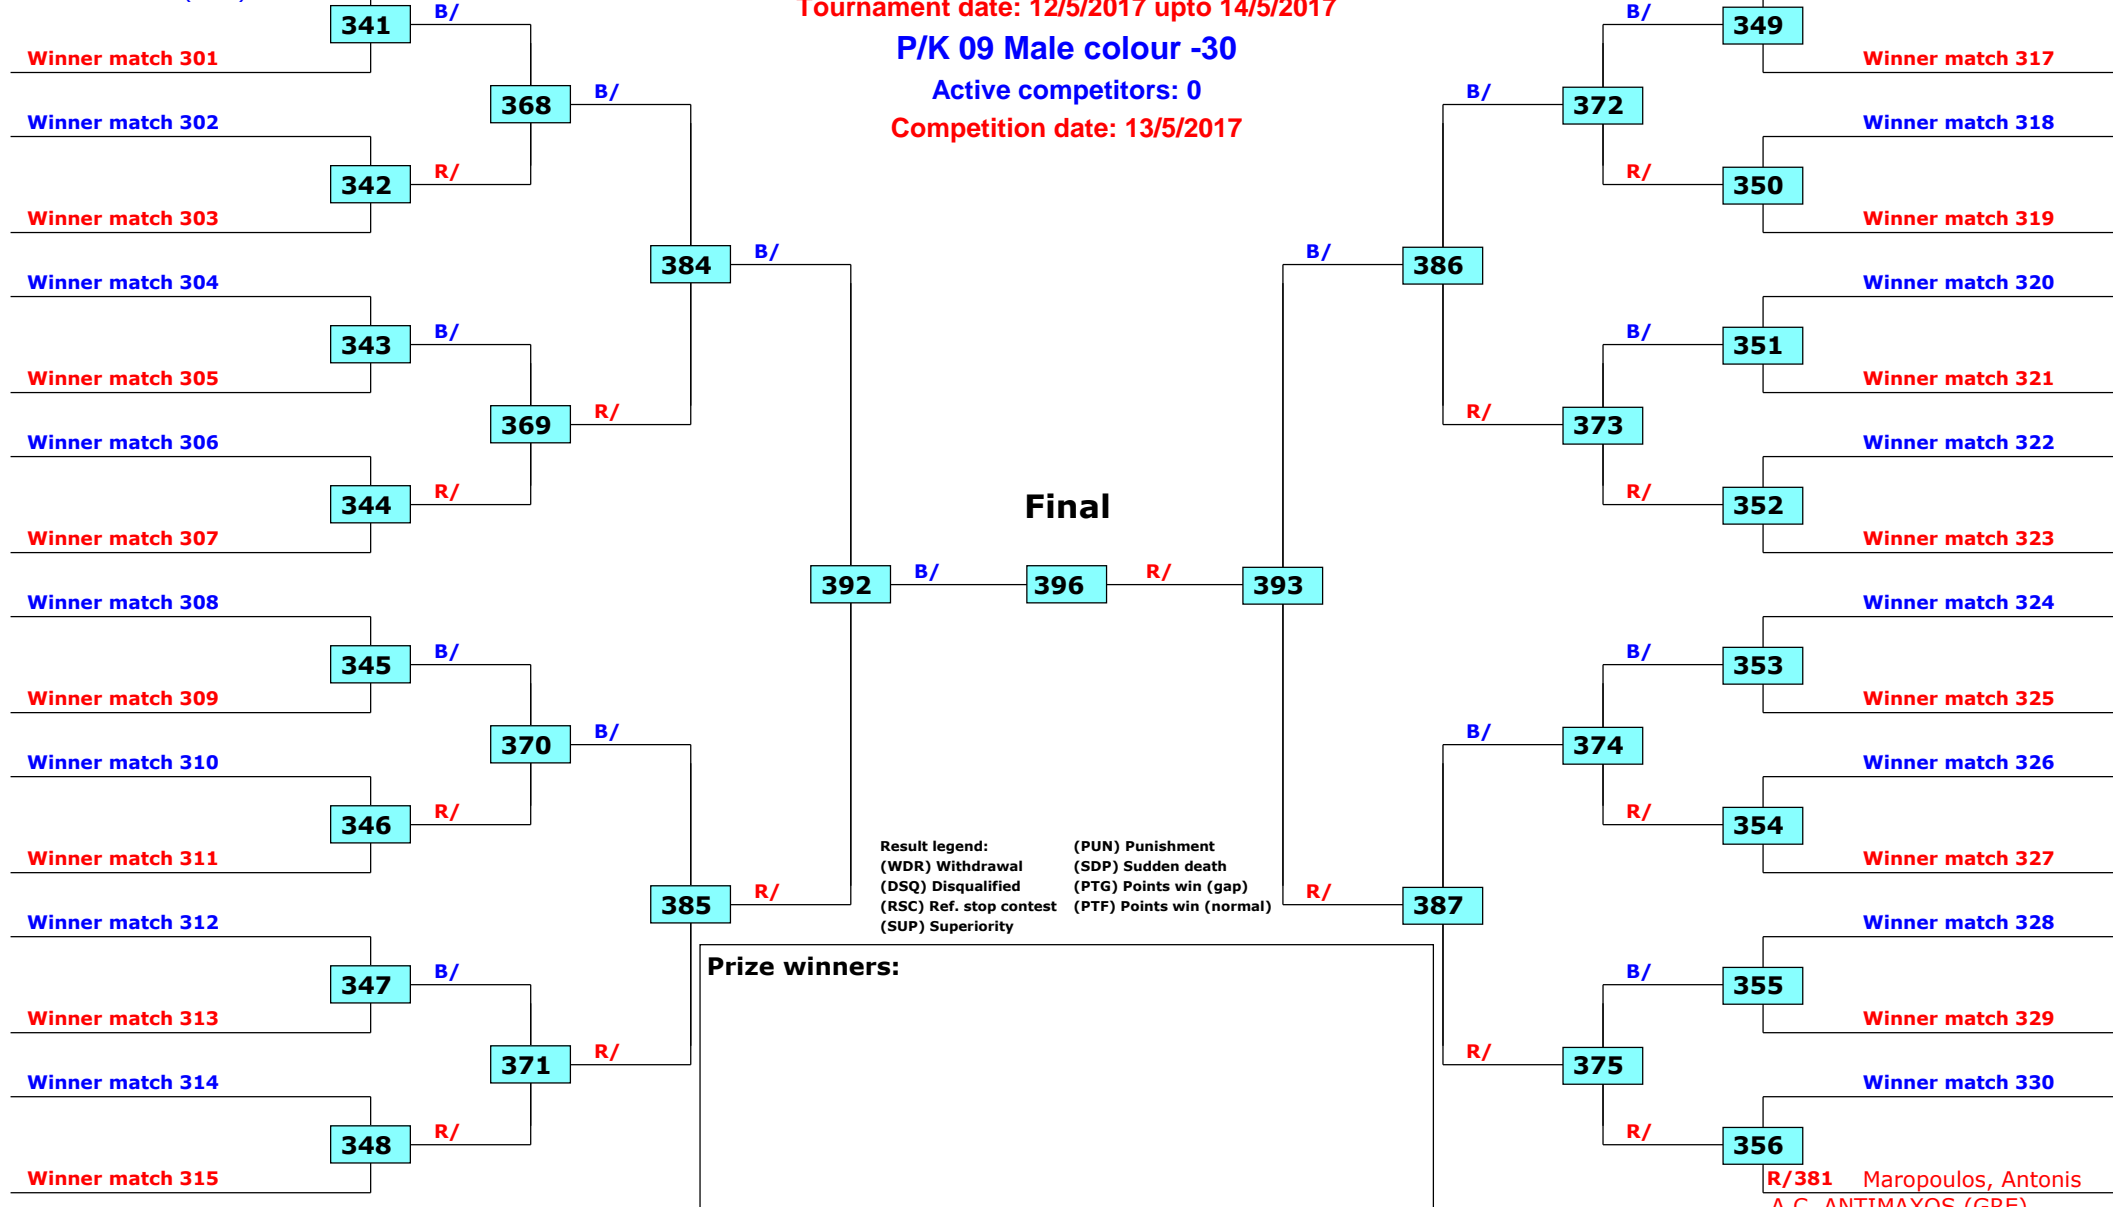 Tournament date: 12/5/2017 upto 14/5/2017
P/K 09 Male colour -30
Active competitors: 0
Competition date: 13/5/2017
341
B/
Winner match 301
368
B/
Winner match 302
342
R/
Winner match 303
384
B/
Winner match 304
343
B/
Winner match 305
369
R/
Winner match 306
344
R/
Winner match 307
392
B/
Winner match 308
345
B/
Winner match 309
370
B/
Winner match 310
346
R/
Winner match 311
385
R/
Winner match 312
347
B/
Winner match 313
371
R/
Winner match 314
348
R/
Winner match 315
Final
396
R/
393
B/
349
Winner match 317
B/
372
Winner match 318
R/
350
Winner match 319
B/
386
Winner match 320
B/
351
Winner match 321
R/
373
Winner match 322
R/
352
Winner match 323
Winner match 324
B/
353
Winner match 325
B/
374
Winner match 326
R/
354
Winner match 327
R/
387
Winner match 328
B/
355
Winner match 329
R/
375
Winner match 330
R/
356
R/381 Maropoulos, Antonis
A.C. ANTIMAXOS (GRE)
Result legend:
(WDR) Withdrawal
(DSQ) Disqualified
(RSC) Ref. stop contest
(SUP) Superiority
(PUN) Punishment
(SDP) Sudden death
(PTG) Points win (gap)
(PTF) Points win (normal)
Prize winners: